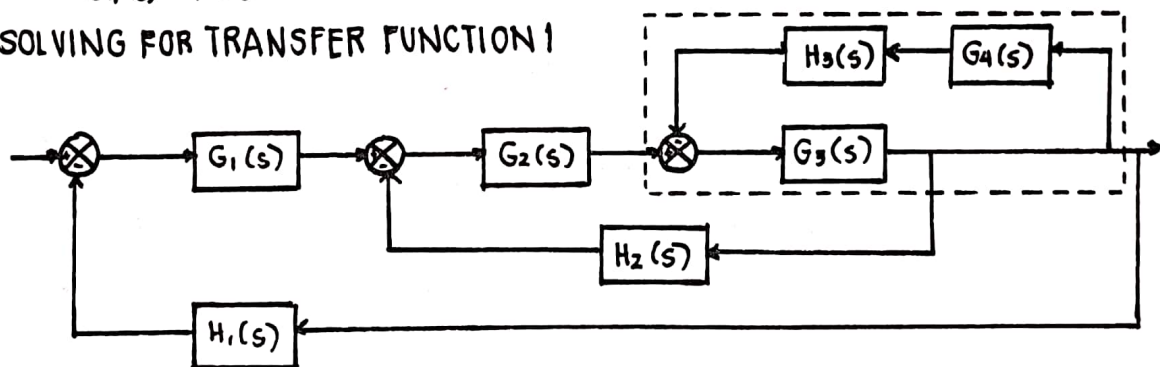 SOLVING FOR TRANSFER FUNCTION 1
H3(s)
G4(s)
G1(s)
G2(s)
G3(s)
H2(s)
H1(s)